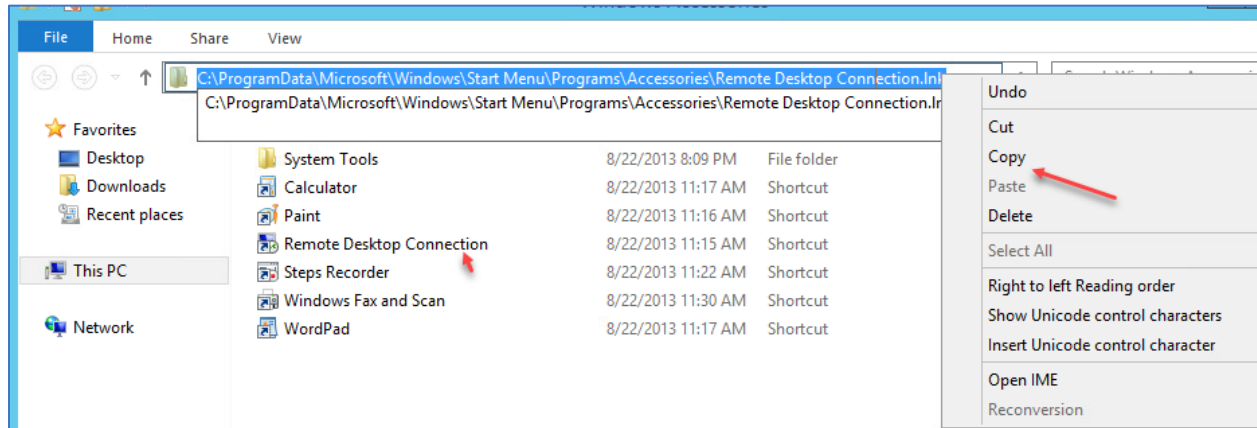 File Home Share View
C:\ProgramData\Microsoft\Windows\Start Menu\Programs\Accessories\Remote Desktop Connection.lnk
C:\ProgramData\Microsoft\Windows\Start Menu\Programs\Accessories\Remote Desktop Connection.ln
Favorites
Desktop
Downloads
Recent places
This PC
Network
System Tools 8/22/2013 8:09 PM File folder
Calculator 8/22/2013 11:17 AM Shortcut
Paint 8/22/2013 11:16 AM Shortcut
Remote Desktop Connection 8/22/2013 11:15 AM Shortcut
Steps Recorder 8/22/2013 11:22 AM Shortcut
Windows Fax and Scan 8/22/2013 11:30 AM Shortcut
WordPad 8/22/2013 11:17 AM Shortcut
Undo
Cut
Copy
Paste
Delete
Select All
Right to left Reading order
Show Unicode control characters
Insert Unicode control character
Open IME
Reconversion